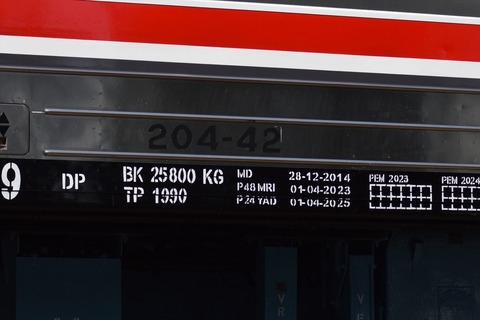 204-42
9 DP
BK 25800 KG
TP 1990
MD 28-12-2014
P48 MRI 01-04-2023
P24 YAD 01-04-2025
PEM 2023
PEM 2024
VR